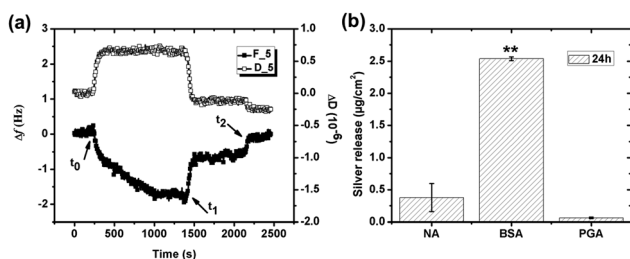 (a)
3
2
1
0
-1
-2
Δf (Hz)
1.0
0.5
0.0
-0.5
-1.0
-1.5
-2.0
ΔD (10-6)
F_5
D_5
t0
t1
t2
0 500 1000 1500 2000 2500
Time (s)
(b)
3.0
2.5
2.0
1.5
1.0
0.5
0.0
Silver release (μg/cm2)
**
24h
NA BSA PGA